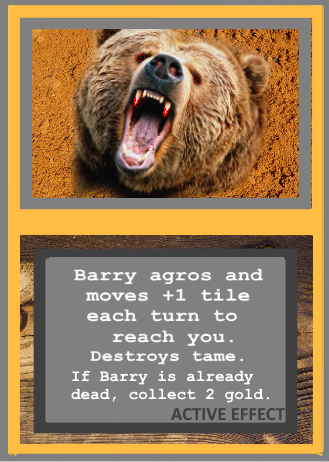 Barry agros and
moves +1 tile
each turn to
reach you.
Destroys tame.
If Barry is already
dead, collect 2 gold.
ACTIVE EFFECT